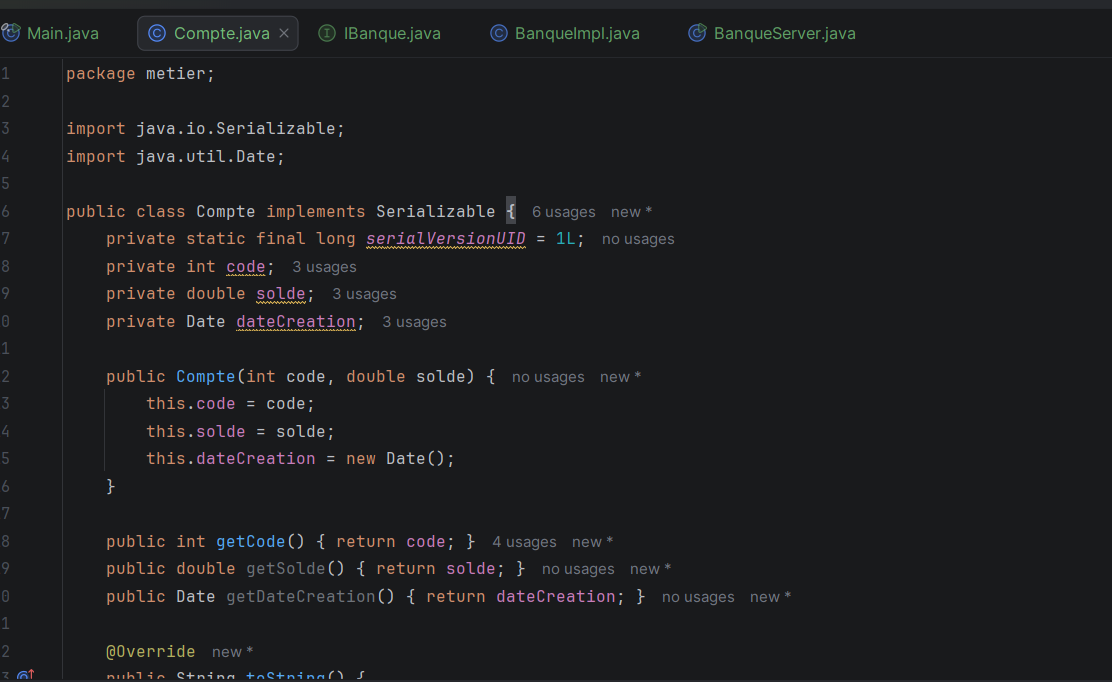 Main.java Compte.java IBanque.java BanqueImpl.java BanqueServer.java
1 package metier;
2
3 import java.io.Serializable;
4 import java.util.Date;
5
6 public class Compte implements Serializable { 6 usages new *
7 private static final long serialVersionUID = 1L; no usages
8 private int code; 3 usages
9 private double solde; 3 usages
0 private Date dateCreation; 3 usages
1
2 public Compte(int code, double solde) { no usages new *
3 this.code = code;
4 this.solde = solde;
5 this.dateCreation = new Date();
6 }
7
8 public int getCode() { return code; } 4 usages new *
9 public double getSolde() { return solde; } no usages new *
0 public Date getDateCreation() { return dateCreation; } no usages new *
1
2 @Override new *
3 public String toString() {